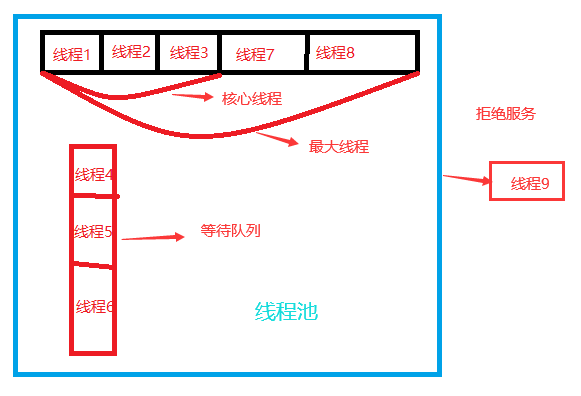 线程1
线程2
线程3
线程7
线程8
核心线程
最大线程
拒绝服务
线程9
线程4
线程5
线程6
等待队列
线程池